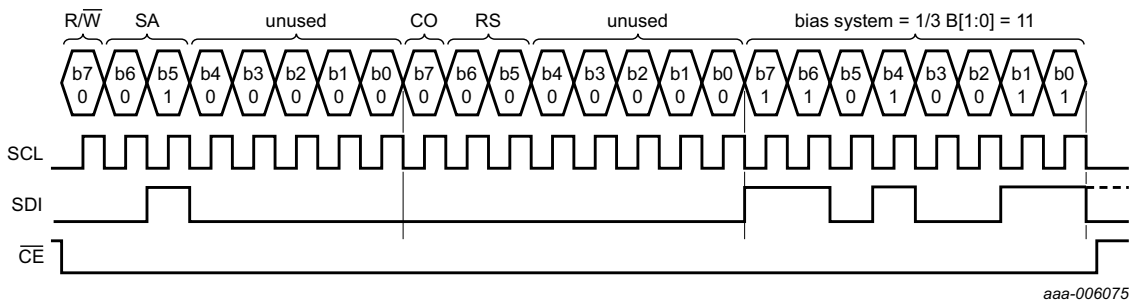 R/W SA unused CO RS unused bias system = 1/3 B[1:0] = 11
b7 b6 b5 b4 b3 b2 b1 b0 b7 b6 b5 b4 b3 b2 b1 b0 b7 b6 b5 b4 b3 b2 b1 b0
0 0 1 0 0 0 0 0 0 0 0 0 0 0 0 0 1 1 0 1 0 0 1 1
SCL
SDI
CE
aaa-006075